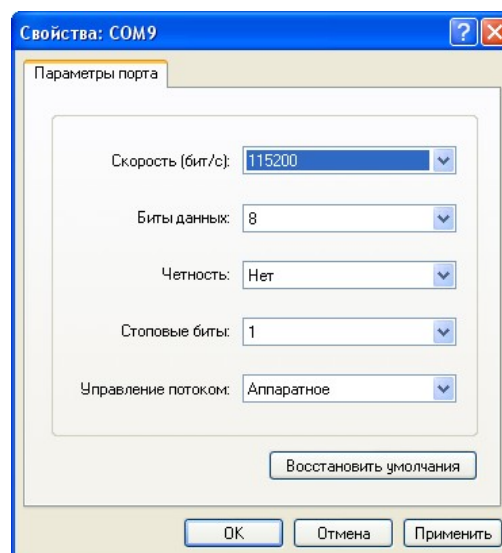 Свойства: COM9
Параметры порта
Скорость (бит/с): 115200
Биты данных: 8
Четность: Нет
Стоповые биты: 1
Управление потоком: Аппаратное
Восстановить умолчания
OK Отмена Применить